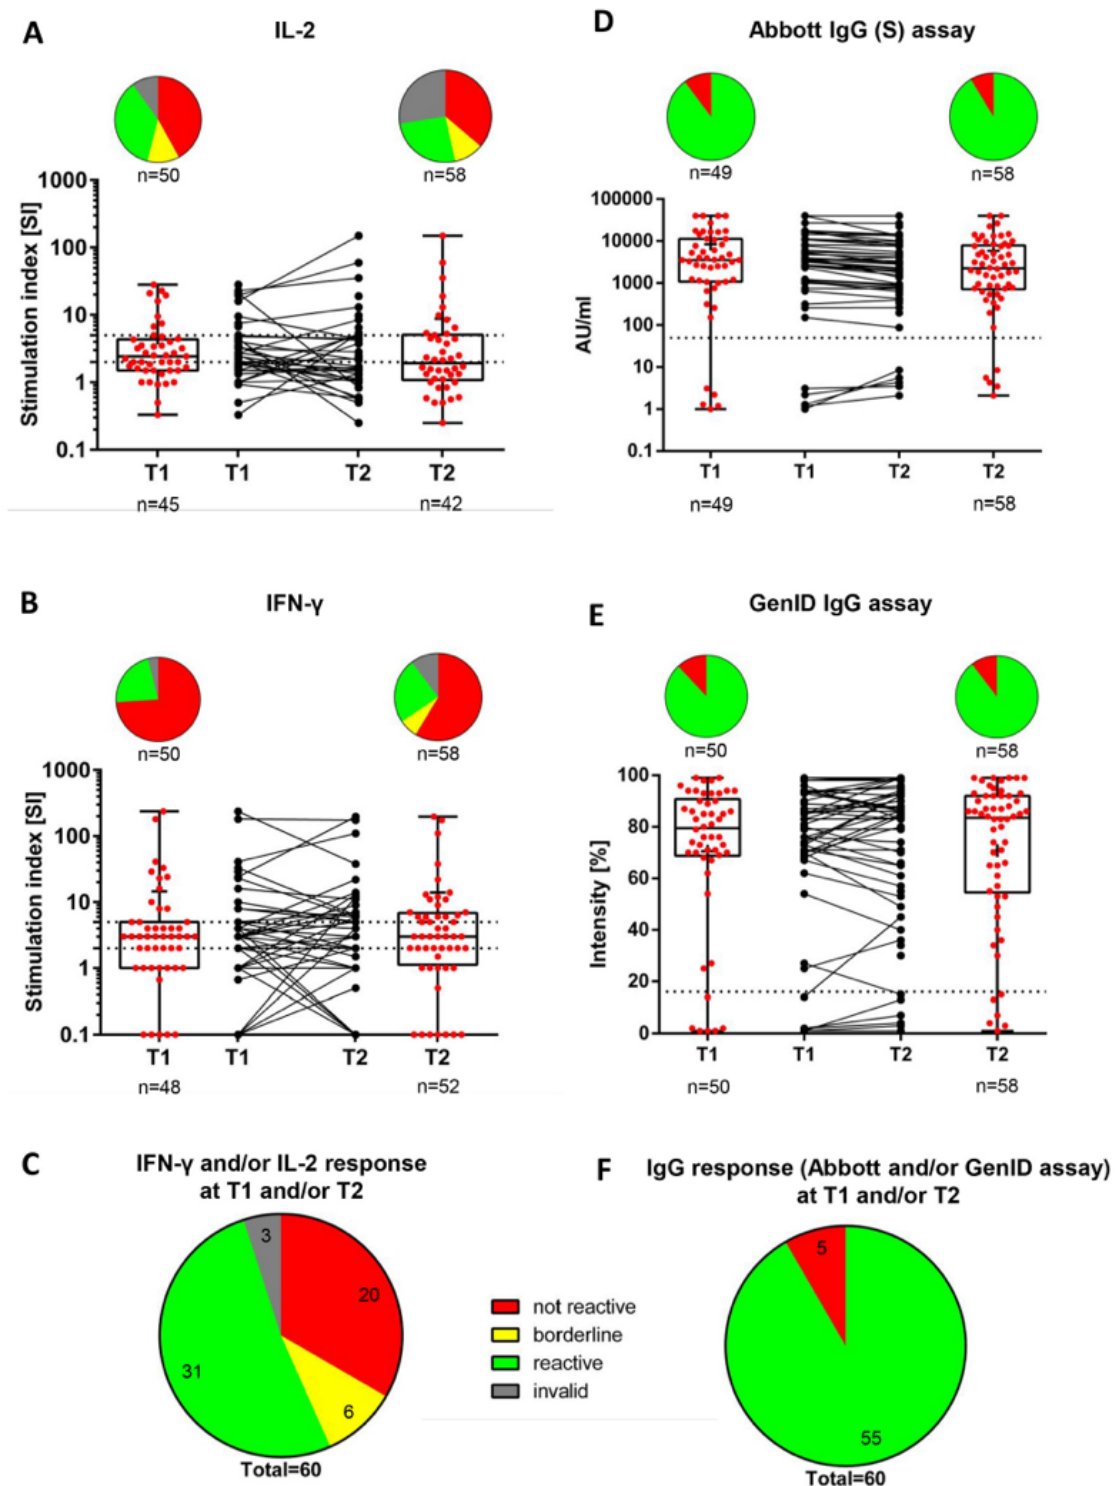 A
IL-2
n=50
n=58
Stimulation index [SI]
1000
100
10
1
0.1
T1
T1
T2
T2
n=45
n=42
D
Abbott IgG (S) assay
n=49
n=58
AU/ml
100000
10000
1000
100
10
1
0.1
T1
T1
T2
T2
n=49
n=58
B
IFN-γ
n=50
n=58
Stimulation index [SI]
1000
100
10
1
0.1
T1
T1
T2
T2
n=48
n=52
E
GenID IgG assay
n=50
n=58
Intensity [%]
100
80
60
40
20
0
T1
T1
T2
T2
n=50
n=58
C
IFN-γ and/or IL-2 response
at T1 and/or T2
3
20
31
6
Total=60
not reactive
borderline
reactive
invalid
F
IgG response (Abbott and/or GenID assay)
at T1 and/or T2
5
55
Total=60